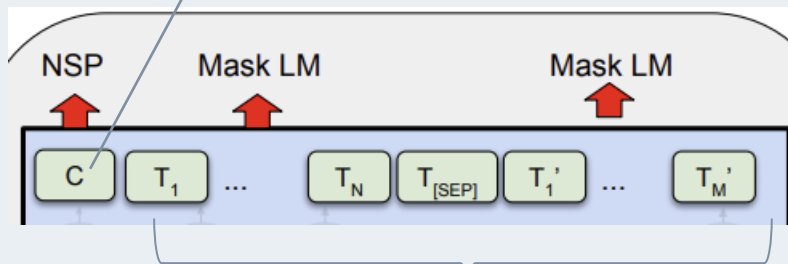 NSP Mask LM Mask LM
C T1 ... TN T[SEP] T1' ... TM'